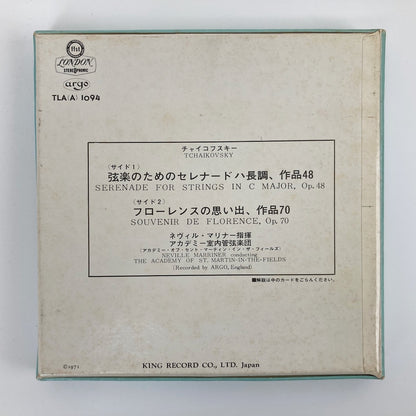 ffss
LONDON
STEREOPHONIC
argo
TLA(A) 1094
チャイコフスキー
TCHAIKOVSKY
(サイド1)
弦楽のためのセレナードハ長調、作品48
SERENADE FOR STRINGS IN C MAJOR, Op. 48
(サイド2)
フローレンスの思い出、作品70
SOUVENIR DE FLORENCE, Op. 70
ネヴィル・マリナー指揮
アカデミー室内管弦楽団
(アカデミー・オブ・セント・マーティン・イン・ザ・フィールズ)
NEVILLE MARRINER conducting
THE ACADEMY OF ST. MARTIN-IN-THE-FIELDS
(Recorded by ARGO, England)
■解説は中のカードをごらんください。
©1971
KING RECORD CO., LTD. Japan